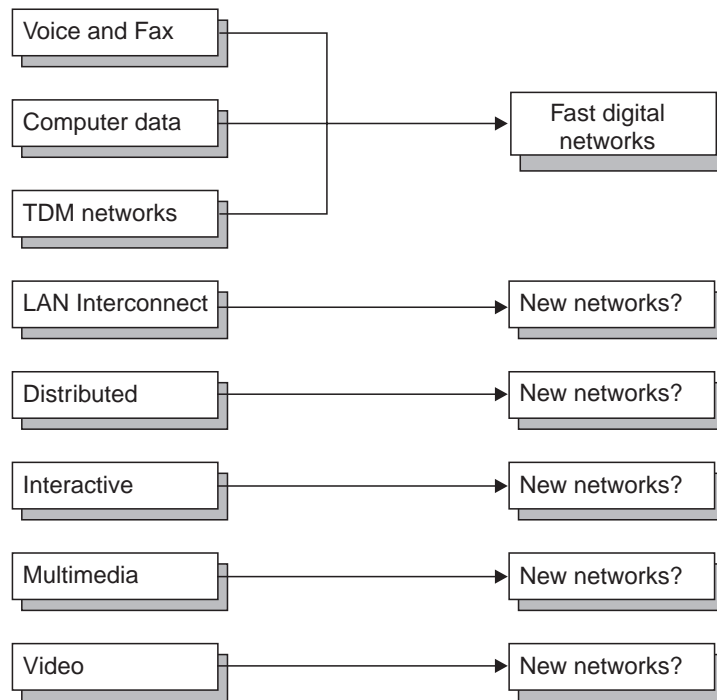 Voice and Fax
Computer data
Fast digital
networks
TDM networks
LAN Interconnect
New networks?
Distributed
New networks?
Interactive
New networks?
Multimedia
New networks?
Video
New networks?